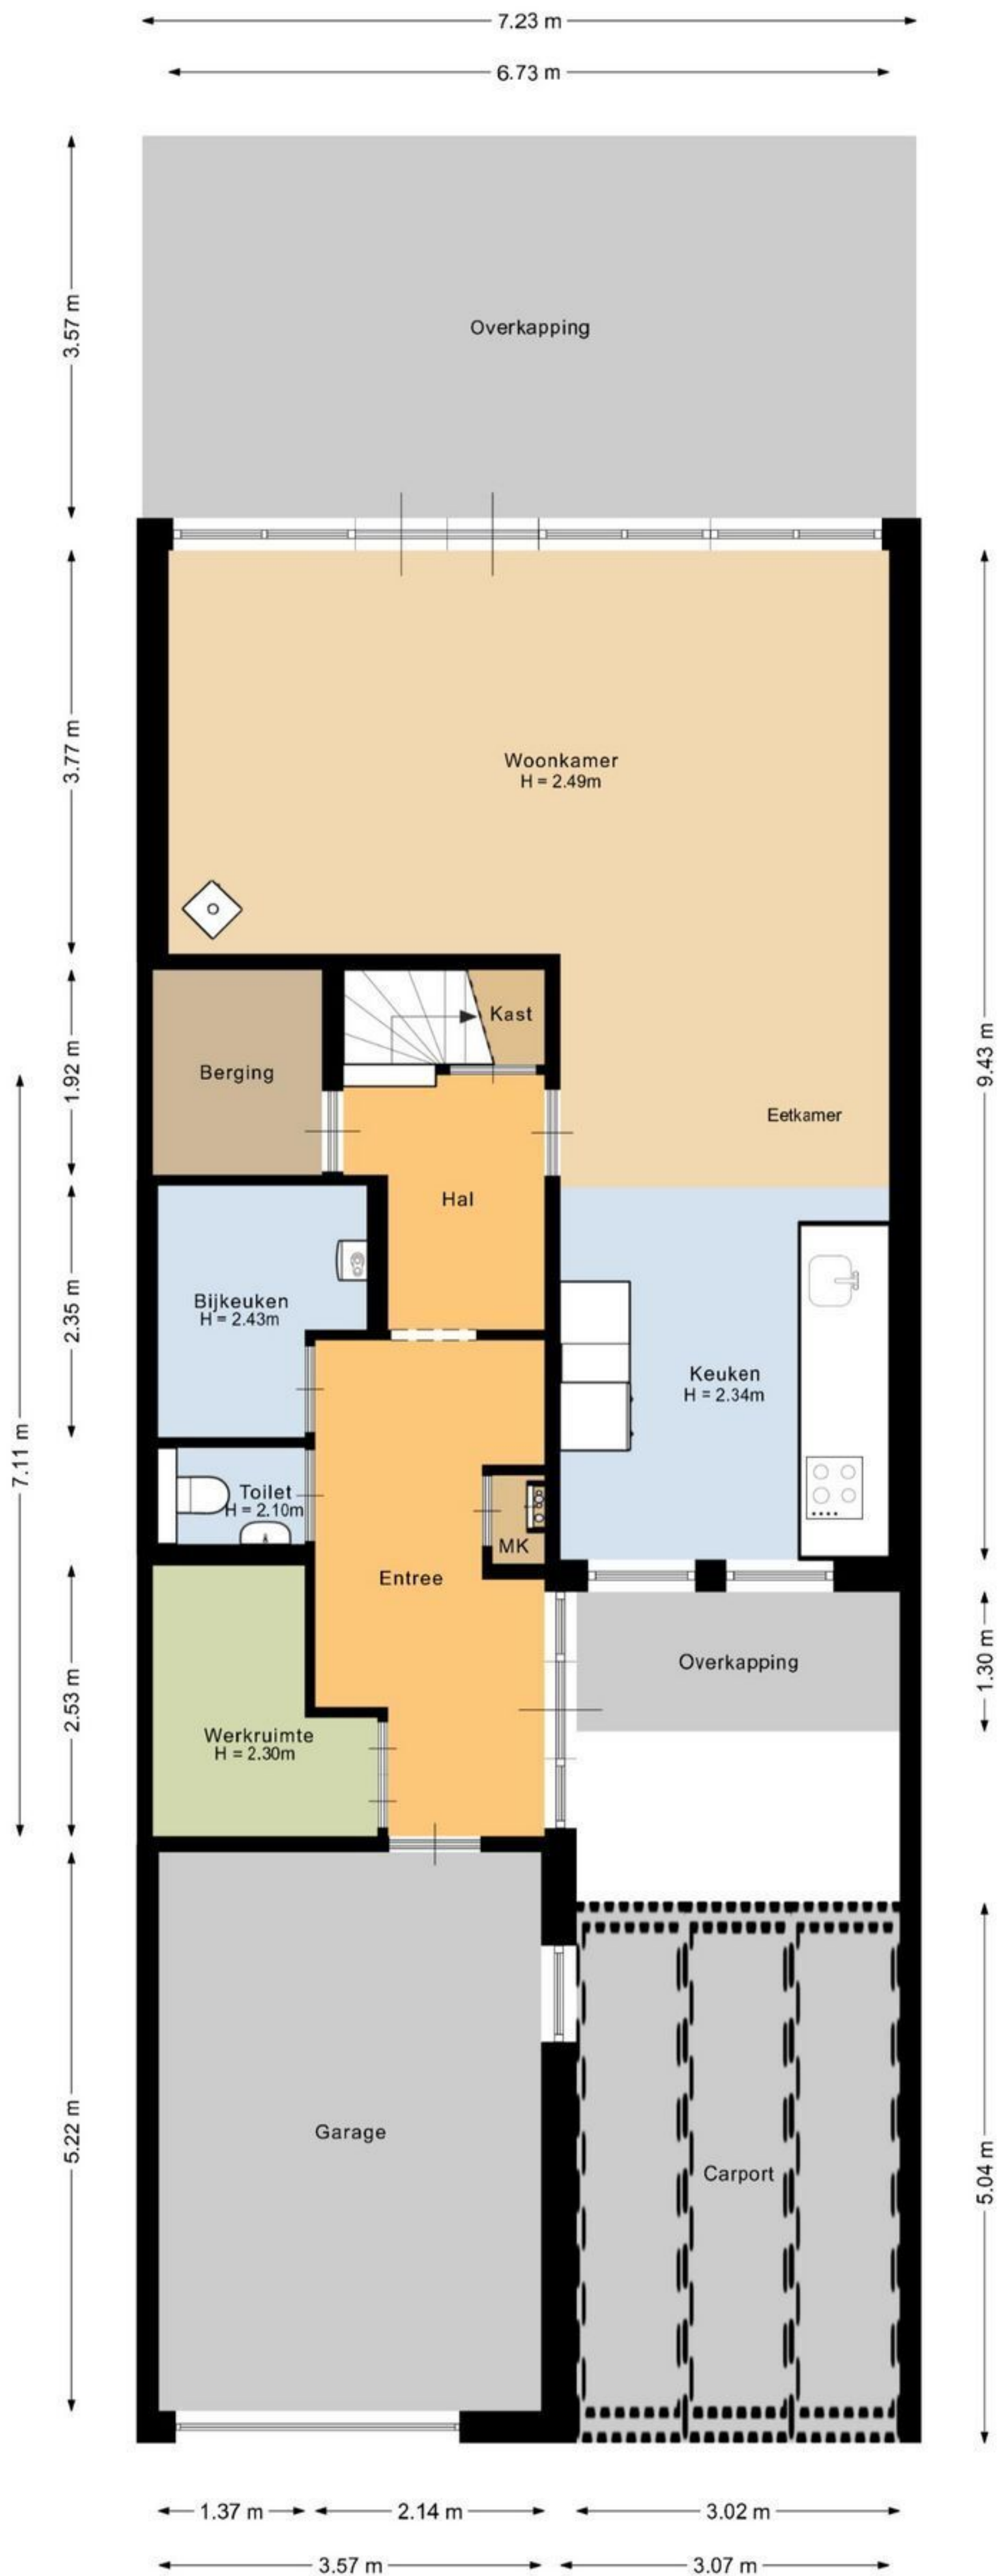 7.23 m
6.73 m
3.57 m
Overkapping
3.77 m
Woonkamer
H = 2.49m
9.43 m
1.92 m
Kast
Berging
Eetkamer
Hal
7.11 m
2.35 m
Bijkeuken
H = 2.43m
Keuken
H = 2.34m
Toilet
H = 2.10m
MK
Entree
2.53 m
Overkapping
1.30 m
Werkruimte
H = 2.30m
5.22 m
Garage
Carport
5.04 m
1.37 m
2.14 m
3.02 m
3.57 m
3.07 m